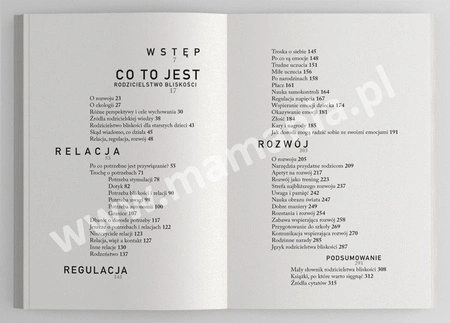 WSTĘP
7
CO TO JEST
RODZICIELSTWO BLISKOŚCI
17
O rozwoju 23
O ekologii 27
Różne perspektywy i cele wychowania 30
Źródła rodzicielskiej wiedzy 38
Rodzicielstwo bliskości dla starszych dzieci 43
Skąd wiadomo, co działa 45
Relacja, regulacja, rozwój 48
RELACJA
53
Po co potrzebne jest przywiązanie? 55
Trochę o potrzebach 71
Potrzeba stymulacji 78
Dotyk 82
Potrzeba bliskości i relacji 90
Potrzeba uwagi 91
Potrzeba autonomii 100
Granice 107
Dbanie o dorosłe potrzeby 117
Jeszcze o potrzebach i relacjach 122
Nierozłączki 123
Relacja, więź a kontakt 127
Inne relacje 130
Rodzeństwo 137
REGULACJA
143
Troska o siebie 145
Po co są emocje 148
Trudne uczucia 151
Miłe uczucia 156
Po narodzinach 158
Płacz 161
Nauka samokontroli 164
Regulacja napięcia 167
Wspieranie emocji dziecka 174
Okazywanie emocji 181
Złość 184
Kary i nagrody 185
Jak dorośli mogą radzić sobie ze swoimi emocjami 191
ROZWÓJ
203
O rozwoju 205
Narzędzia przydatne rodzicom 209
Apetyt na rozwój 217
Rozwój jako trening 223
Strefa najbliższego rozwoju 237
Uwaga i pamięć 242
Nauka obrazu świata 247
Dobre maniery 249
Rozstania i rozwój 254
Zabawa wspierająca rozwój 258
Przygotowanie do szkoły 269
Komunikacja wspierająca rozwój 270
Rodzinne narady 285
Język rodzicielstwa bliskości 287
PODSUMOWANIE
291
Mały słownik rodzicielstwa bliskości 308
Książki, po które warto sięgnąć 312
Źródła cytatów 315